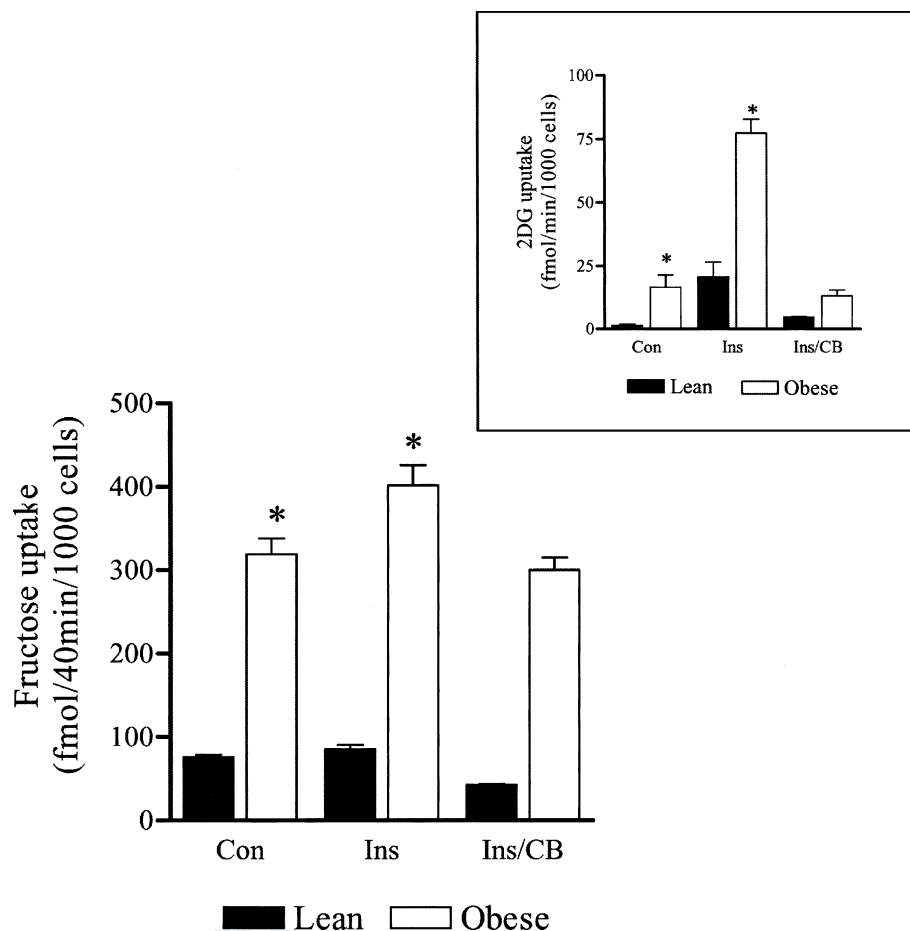 100
75
50
25
0
2DG uputake
(fmol/min/1000 cells)
*
*
Con Ins Ins/CB
Lean Obese
500
400
300
200
100
0
Fructose uptake
(fmol/40min/1000 cells)
*
*
Con Ins Ins/CB
Lean Obese